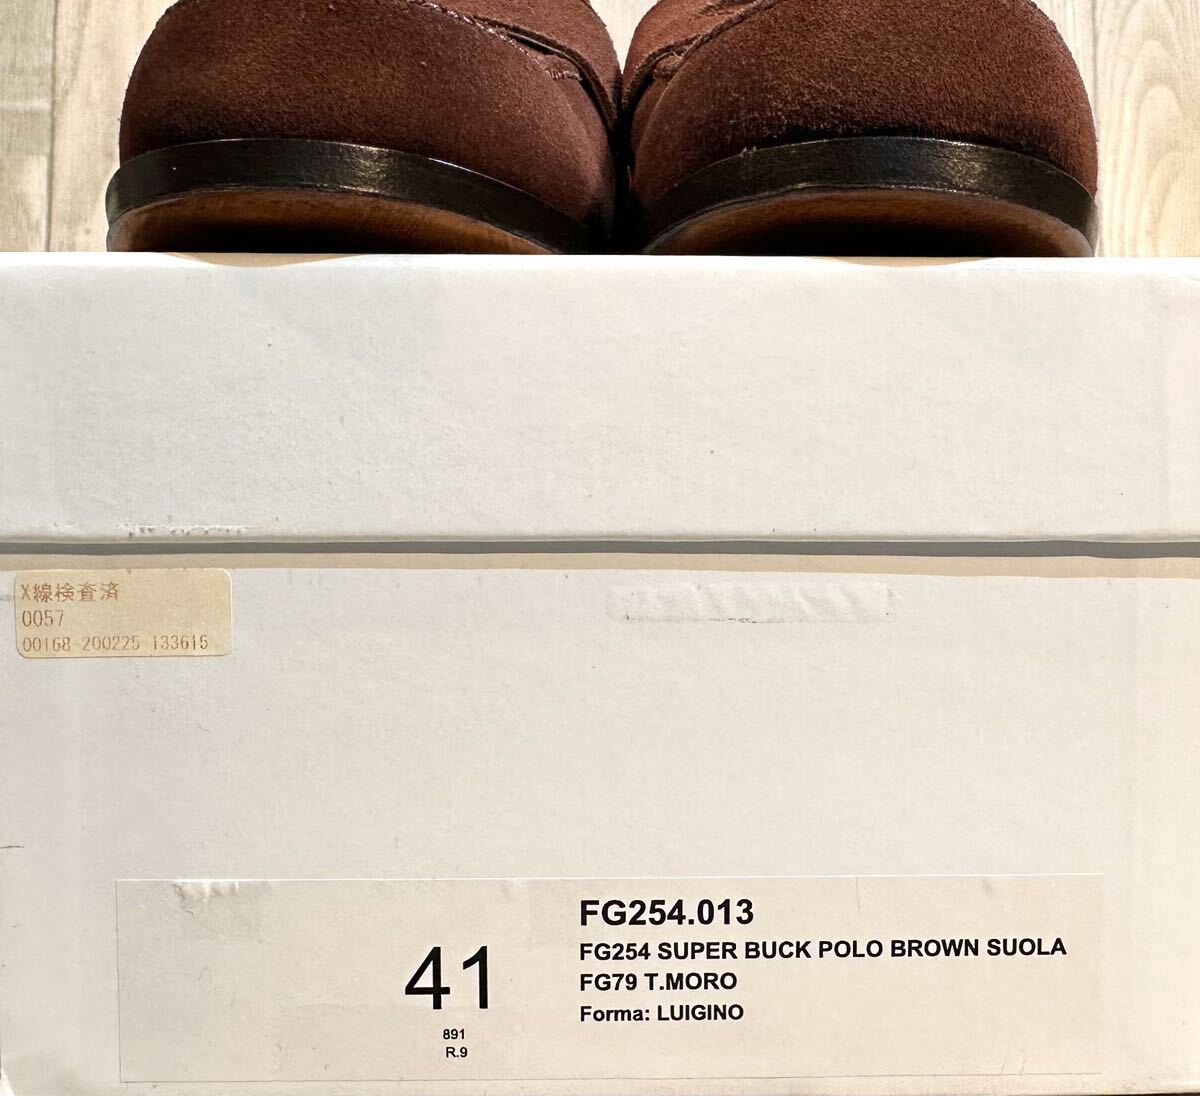 X線検査済
0057
00168 200225 133615
FG254.013
FG254 SUPER BUCK POLO BROWN SUOLA
FG79 T.MORO
Forma: LUIGINO
41
891
R.9